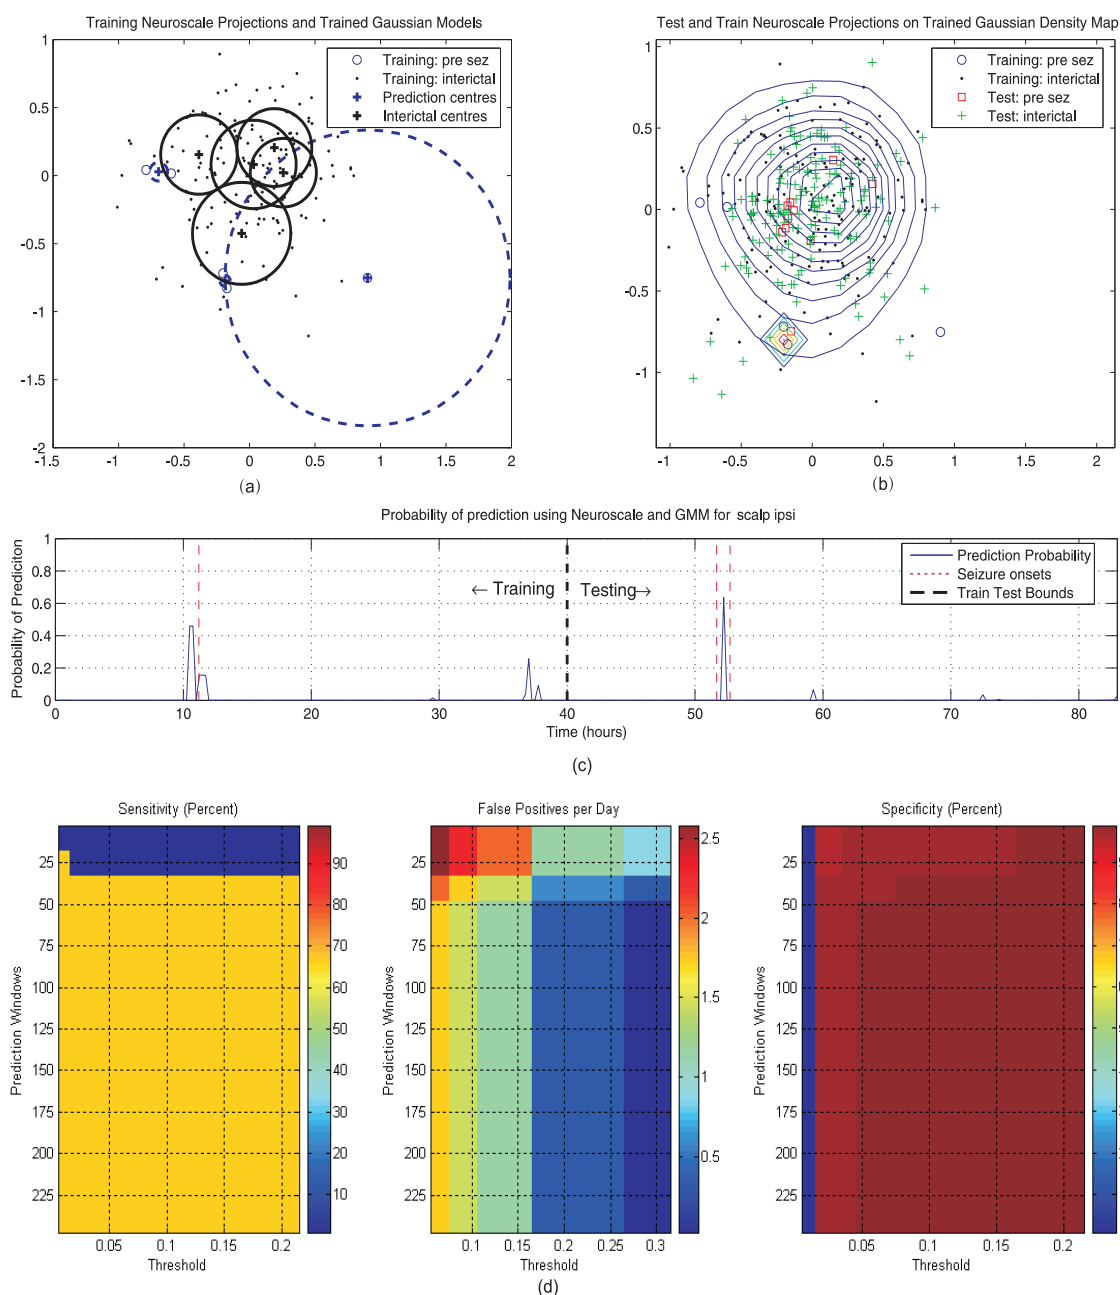 Training Neuroscale Projections and Trained Gaussian Models
Training: pre sez
Training: interictal
Prediction centres
Interictal centres
1
0.5
0
-0.5
-1
-1.5
-2
-1.5 -1 -0.5 0 0.5 1 1.5 2
(a)
Test and Train Neuroscale Projections on Trained Gaussian Density Map
Training: pre sez
Training: interictal
Test: pre sez
Test: interictal
1
0.5
0
-0.5
-1
-1 -0.5 0 0.5 1 1.5 2
(b)
Probability of prediction using Neuroscale and GMM for scalp ipsi
Probability of Prediciton
1
0.8
0.6
0.4
0.2
0
← Training
Testing→
Prediction Probability
Seizure onsets
Train Test Bounds
0 10 20 30 40 50 60 70 80
Time (hours)
(c)
Sensitivity (Percent)
Prediction Windows
25
50
75
100
125
150
175
200
225
0.05 0.1 0.15 0.2
Threshold
90
80
70
60
50
40
30
20
10
False Positives per Day
Prediction Windows
25
50
75
100
125
150
175
200
225
0.1 0.15 0.2 0.25 0.3
Threshold
2.5
2
1.5
1
0.5
Specificity (Percent)
Prediction Windows
25
50
75
100
125
150
175
200
225
0.05 0.1 0.15 0.2
Threshold
(d)